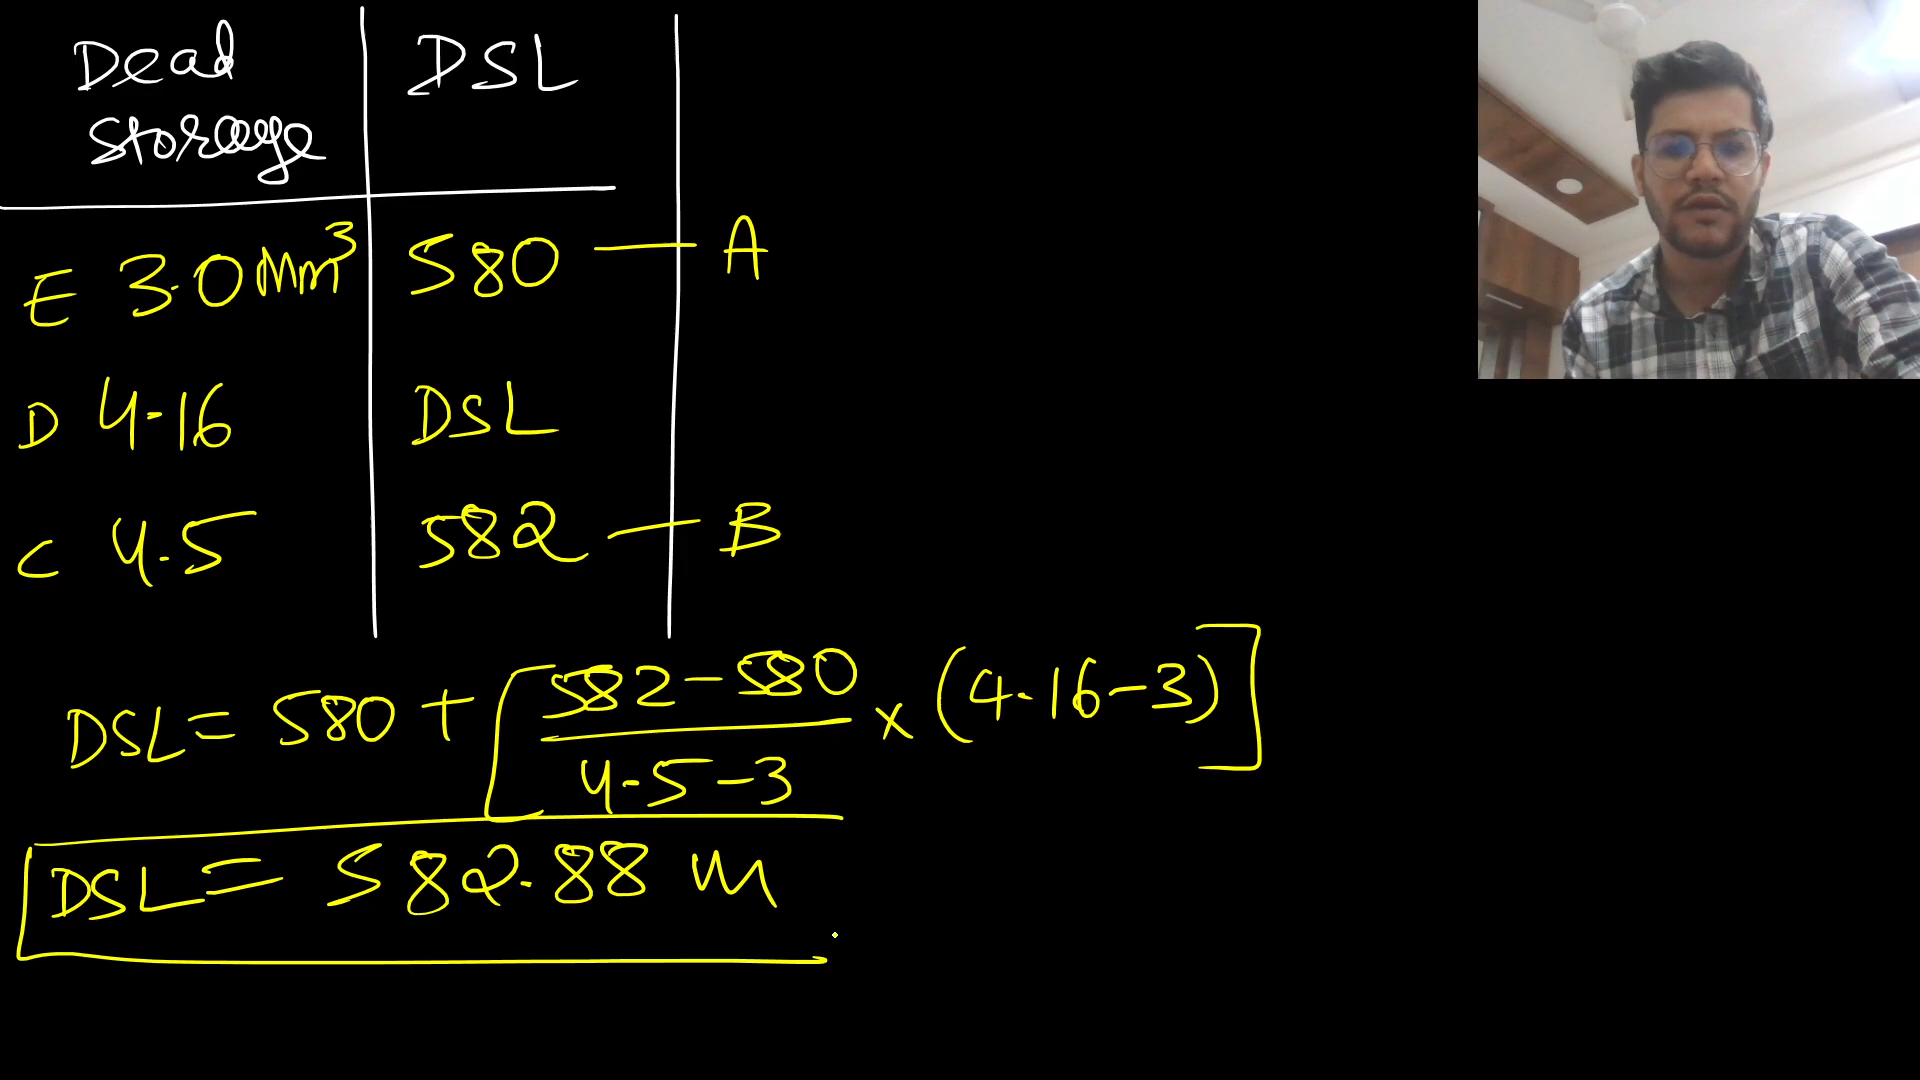 Dead Storage | DSL
E 3.0 Mm³ | 580 — A
D 4.16 | DSL
C 4.5 | 582 — B
DSL = 580 + [ (582 - 580) / (4.5 - 3) × (4.16 - 3) ]
DSL = 582.88 m